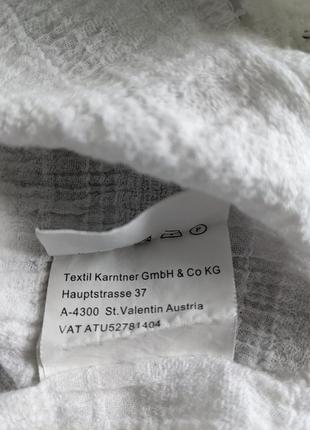 Textil Karntner GmbH & Co KG
Hauptstrasse 37
A-4300 St.Valentin Austria
VAT ATU52781404